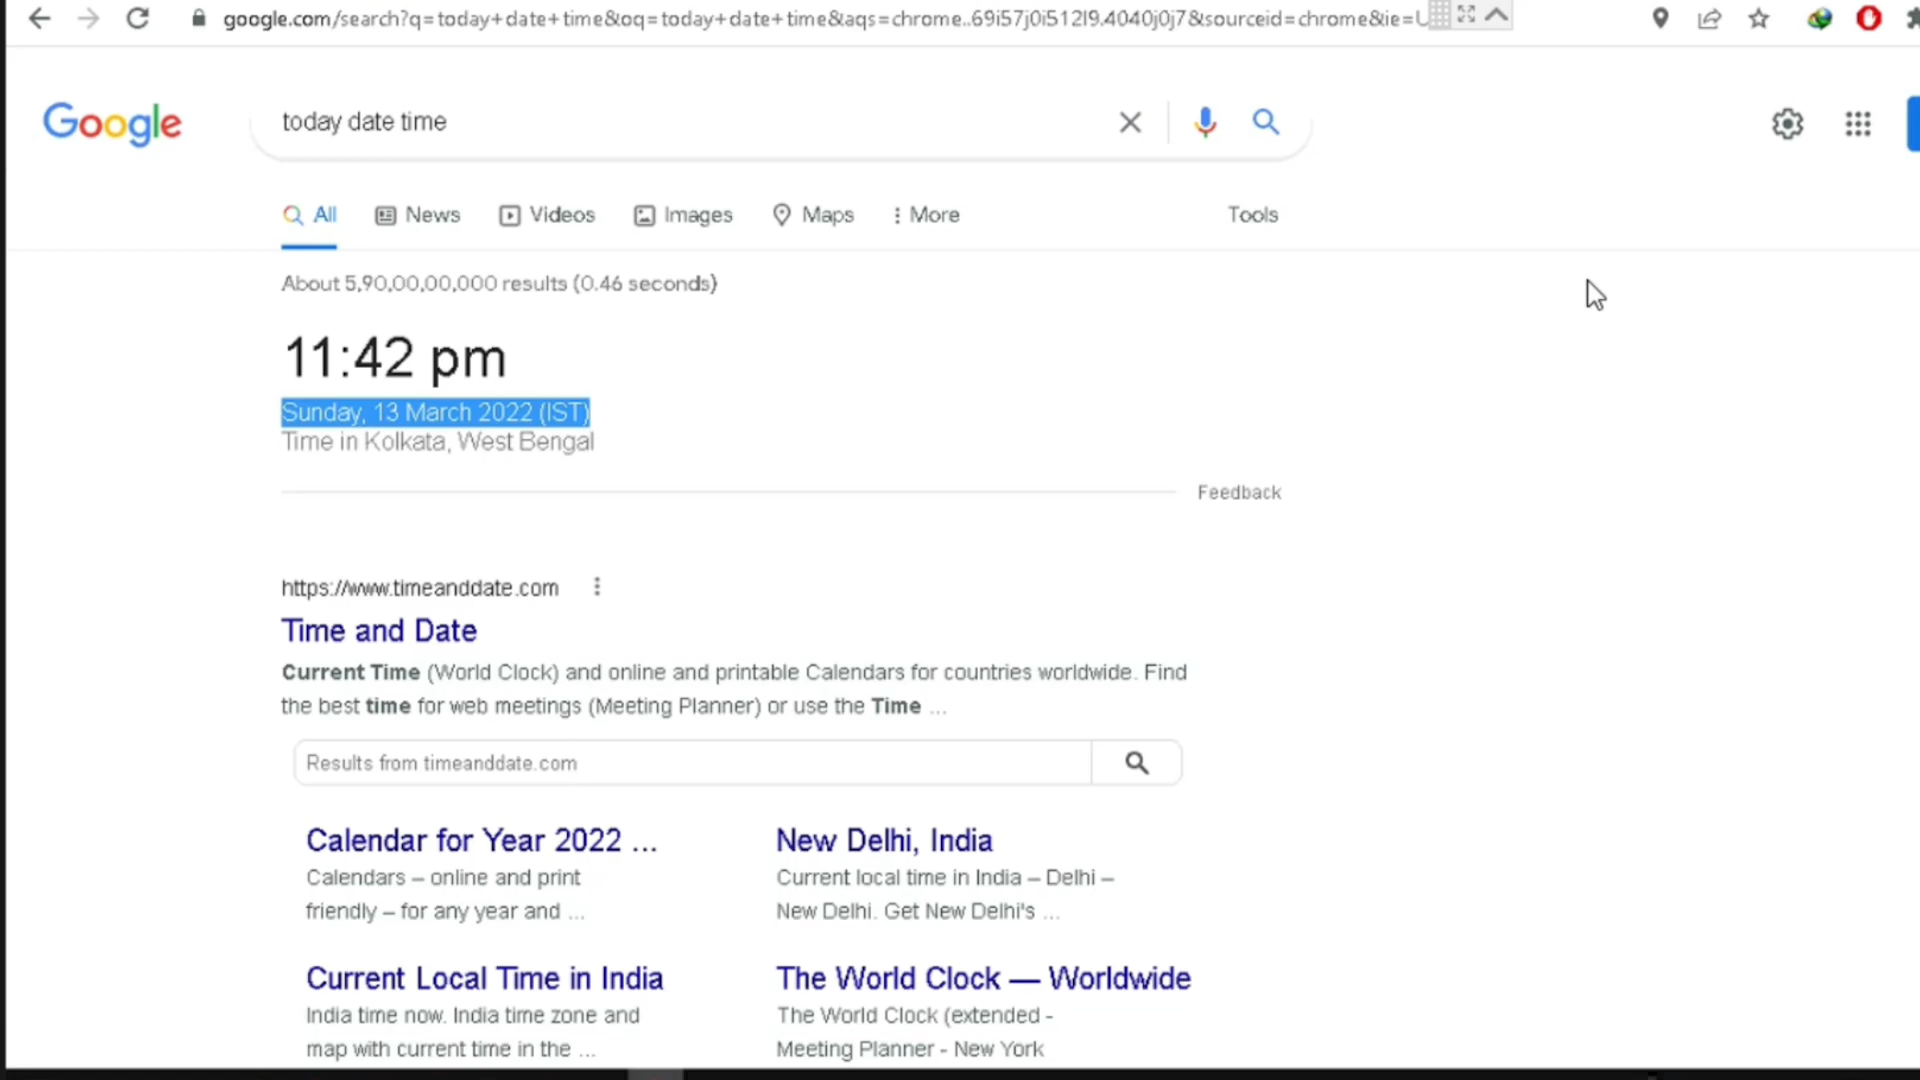 google.com/search?q=today+date+time&oq=today+date+time&aqs=chrome..69i57j0i512l9.4040j0j7&sourceid=chrome&ie=U
Google
today date time
All
News
Videos
Images
Maps
More
Tools
About 5,90,00,00,000 results (0.46 seconds)
11:42 pm
Sunday, 13 March 2022 (IST)
Time in Kolkata, West Bengal
Feedback
https://www.timeanddate.com
Time and Date
Current Time (World Clock) and online and printable Calendars for countries worldwide. Find
the best time for web meetings (Meeting Planner) or use the Time ...
Results from timeanddate.com
Calendar for Year 2022 ...
Calendars – online and print
friendly – for any year and ...
New Delhi, India
Current local time in India – Delhi –
New Delhi. Get New Delhi's ...
Current Local Time in India
India time now. India time zone and
map with current time in the ...
The World Clock — Worldwide
The World Clock (extended -
Meeting Planner - New York